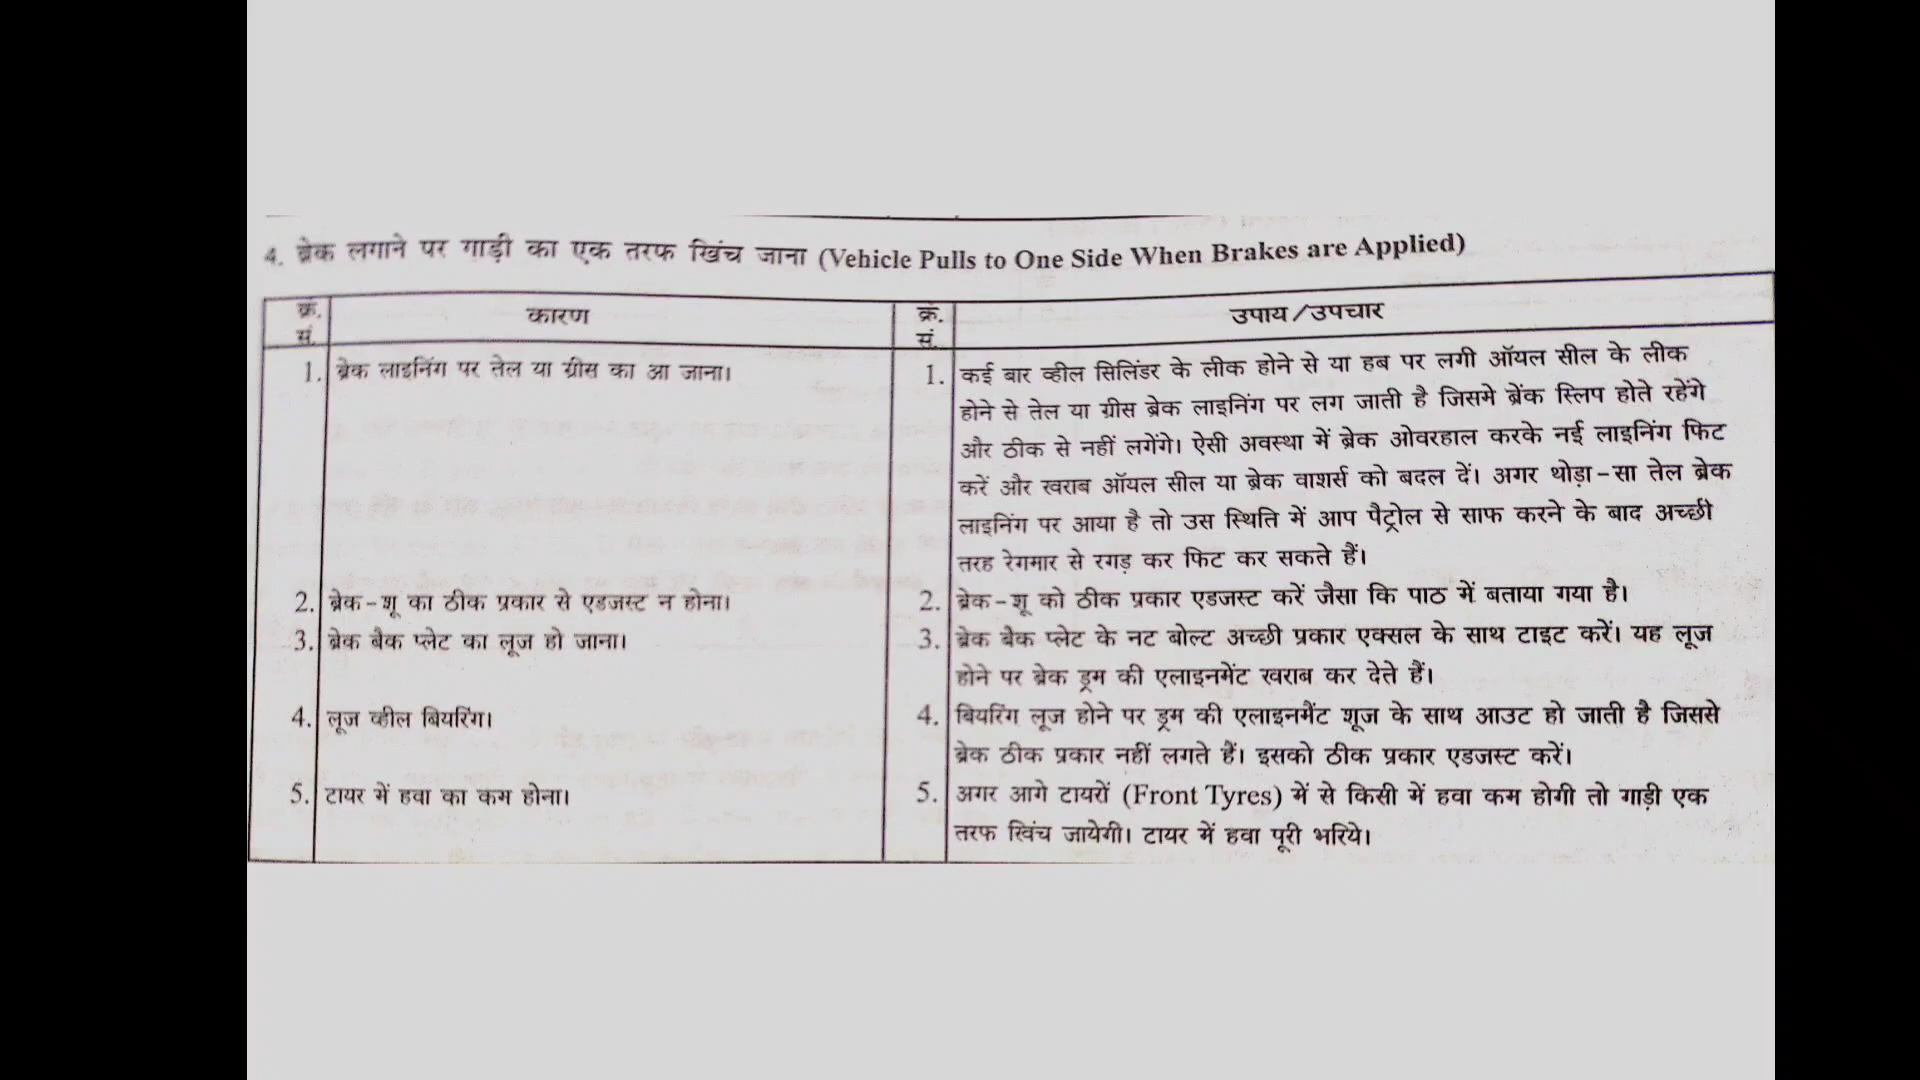 4. ब्रेक लगाने पर गाड़ी का एक तरफ खिंच जाना (Vehicle Pulls to One Side When Brakes are Applied)
क्रं. सं. कारण क्रं. सं. उपाय/उपचार
1. ब्रेक लाइनिंग पर तेल या ग्रीस का आ जाना।
1. कई बार व्हील सिलिंडर के लीक होने से या हब पर लगी ऑयल सील के लीक
होने से तेल या ग्रीस ब्रेक लाइनिंग पर लग जाती है जिसमे ब्रेंक स्लिप होते रहेंगे
और ठीक से नहीं लगेंगे। ऐसी अवस्था में ब्रेक ओवरहाल करके नई लाइनिंग फिट
करें और खराब ऑयल सील या ब्रेक वाशर्स को बदल दें। अगर थोड़ा-सा तेल ब्रेक
लाइनिंग पर आया है तो उस स्थिति में आप पैट्रोल से साफ करने के बाद अच्छी
तरह रेगमार से रगड़ कर फिट कर सकते हैं।
2. ब्रेक-शू का ठीक प्रकार से एडजस्ट न होना।
2. ब्रेक-शू को ठीक प्रकार एडजस्ट करें जैसा कि पाठ में बताया गया है।
3. ब्रेक बैक प्लेट का लूज हो जाना।
3. ब्रेक बैक प्लेट के नट बोल्ट अच्छी प्रकार एक्सल के साथ टाइट करें। यह लूज
होने पर ब्रेक ड्रम की एलाइनमेंट खराब कर देते हैं।
4. लूज व्हील बियरिंग।
4. बियरिंग लूज होने पर ड्रम की एलाइनमैंट शूज के साथ आउट हो जाती है जिससे
ब्रेक ठीक प्रकार नहीं लगते हैं। इसको ठीक प्रकार एडजस्ट करें।
5. टायर में हवा का कम होना।
5. अगर आगे टायरों (Front Tyres) में से किसी में हवा कम होगी तो गाड़ी एक
तरफ खिंच जायेगी। टायर में हवा पूरी भरिये।